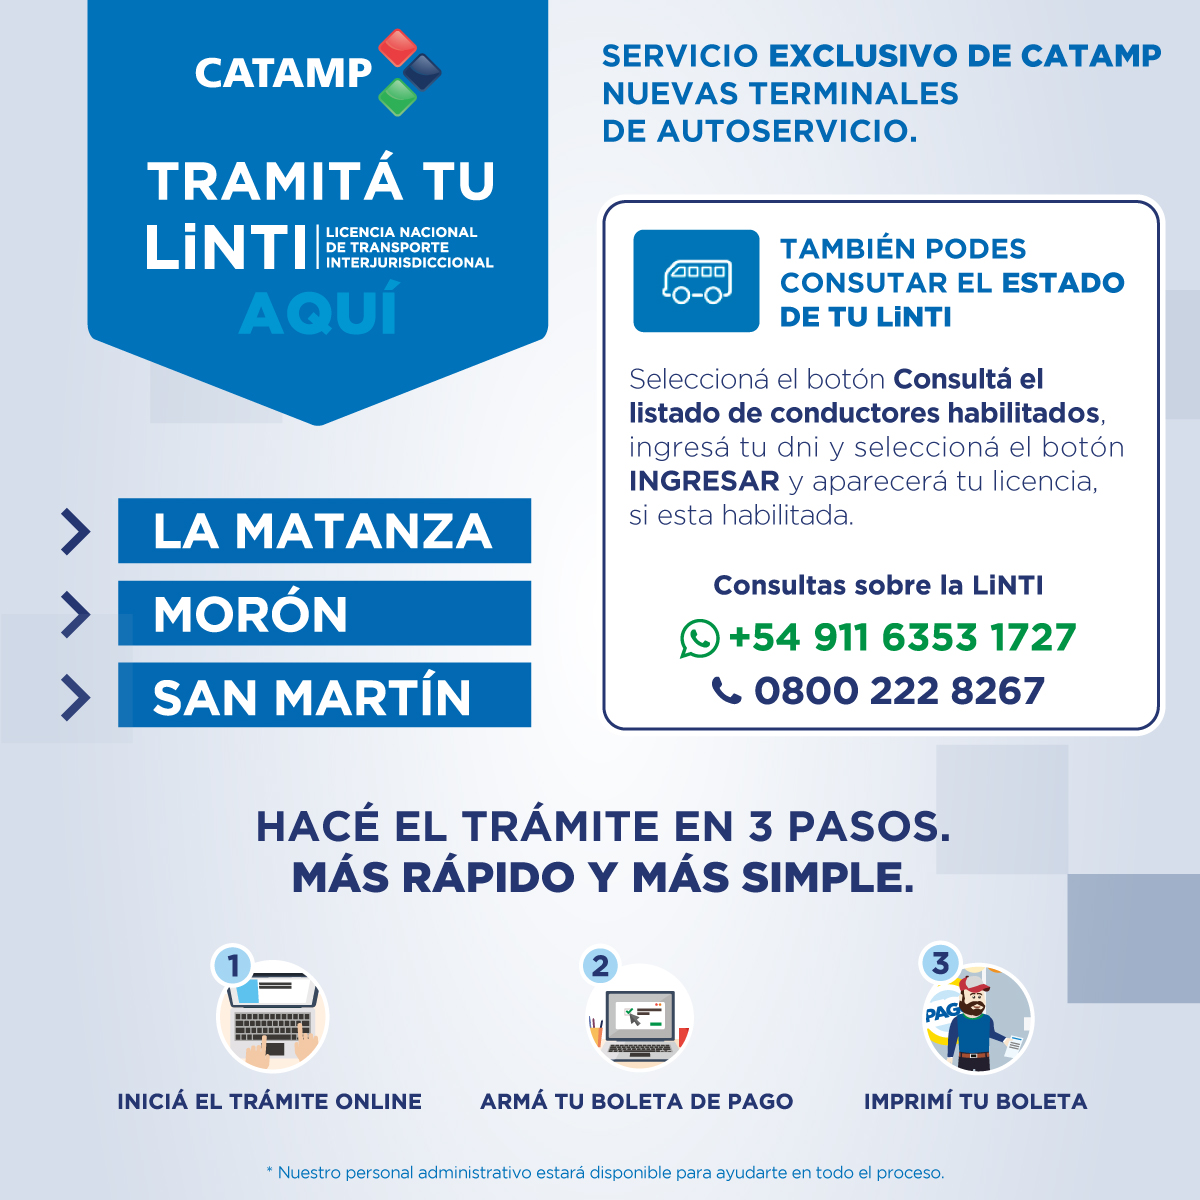 CATAMP
TRAMITÁ TU
LiNTI
LICENCIA NACIONAL
DE TRANSPORTE
INTERJURISDICCIONAL
AQUÍ
SERVICIO EXCLUSIVO DE CATAMP
NUEVAS TERMINALES
DE AUTOSERVICIO.
TAMBIÉN PODES
CONSUTAR EL ESTADO
DE TU LiNTI
Seleccioná el botón Consultá el
listado de conductores habilitados,
ingresá tu dni y seleccioná el botón
INGRESAR y aparecerá tu licencia,
si esta habilitada.
Consultas sobre la LiNTI
+54 911 6353 1727
0800 222 8267
LA MATANZA
MORÓN
SAN MARTÍN
HACÉ EL TRÁMITE EN 3 PASOS.
MÁS RÁPIDO Y MÁS SIMPLE.
1
INICIÁ EL TRÁMITE ONLINE
2
ARMÁ TU BOLETA DE PAGO
3
PAG
IMPRIMÍ TU BOLETA
* Nuestro personal administrativo estará disponible para ayudarte en todo el proceso.